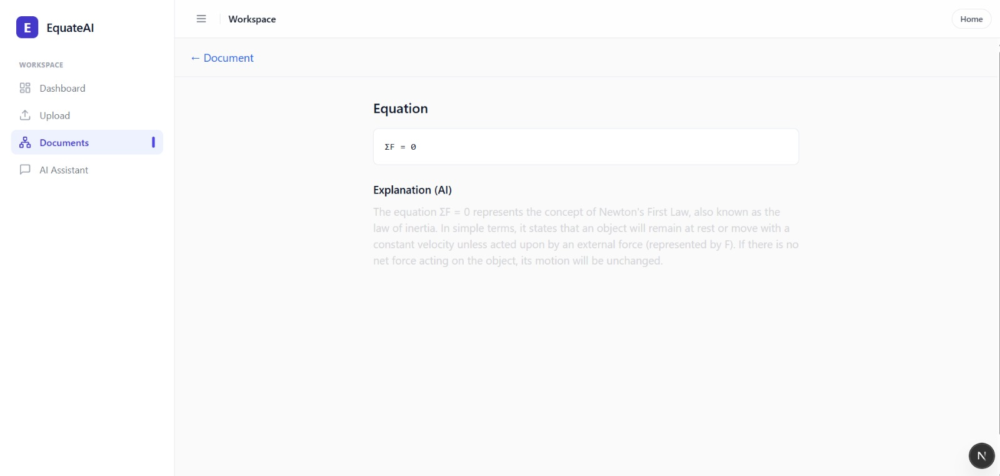 E EquateAI
WORKSPACE
Dashboard
Upload
Documents
AI Assistant
Workspace
Home
← Document
Equation
ΣF = 0
Explanation (AI)
The equation ΣF = 0 represents the concept of Newton's First Law, also known as the
law of inertia. In simple terms, it states that an object will remain at rest or move with a
constant velocity unless acted upon by an external force (represented by F). If there is no
net force acting on the object, its motion will be unchanged.
N